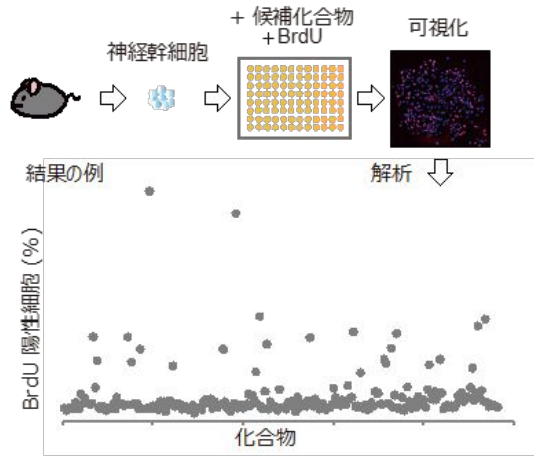 神経幹細胞
+ 候補化合物
+BrdU
可視化
結果の例
解析
BrdU 陽性細胞 (%)
化合物